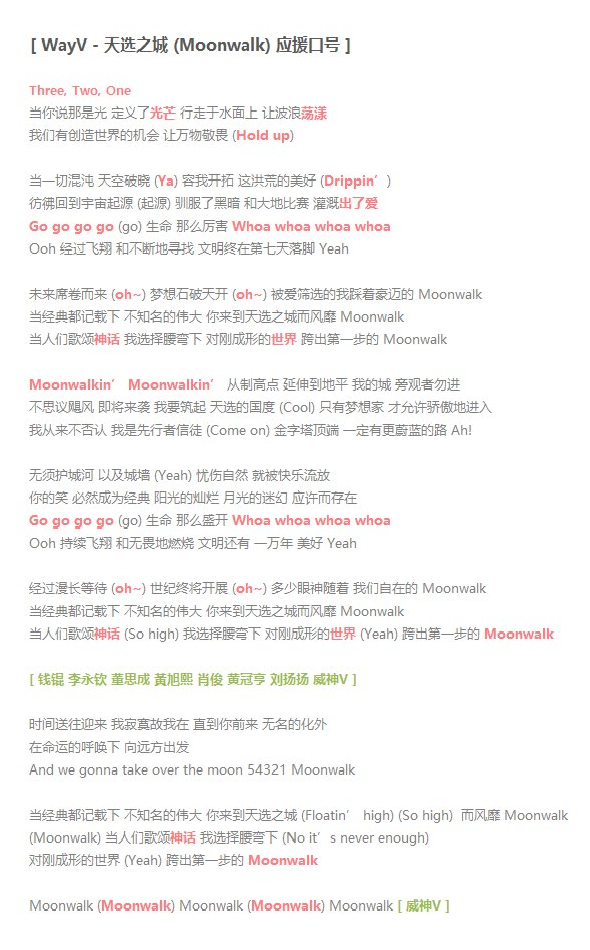 [ WayV - 天选之城 (Moonwalk) 应援口号 ]
Three, Two, One
当你说那是光 定义了光芒 行走于水面上 让波浪荡漾
我们有创造世界的机会 让万物敬畏 (Hold up)
当一切混沌 天空破晓 (Ya) 容我开拓 这洪荒的美好 (Drippin’)
彷彿回到宇宙起源 (起源) 驯服了黑暗 和大地比赛 灌溉出了爱
Go go go go (go) 生命 那么厉害 Whoa whoa whoa whoa
Ooh 经过飞翔 和不断地寻找 文明终在第七天落脚 Yeah
未来席卷而来 (oh~) 梦想石破天开 (oh~) 被爱筛选的我踩着豪迈的 Moonwalk
当经典都记载下 不知名的伟大 你来到天选之城而风靡 Moonwalk
当人们歌颂神话 我选择腰弯下 对刚成形的世界 跨出第一步的 Moonwalk
Moonwalkin’ Moonwalkin’ 从制高点 延伸到地平 我的城 旁观者勿进
不思议飓风 即将来袭 我要筑起 天选的国度 (Cool) 只有梦想家 才允许骄傲地进入
我从来不否认 我是先行者信徒 (Come on) 金字塔顶端 一定有更蔚蓝的路 Ah!
无须护城河 以及城墙 (Yeah) 忧伤自然 就被快乐流放
你的笑 必然成为经典 阳光的灿烂 月光的迷幻 应许而存在
Go go go go (go) 生命 那么盛开 Whoa whoa whoa whoa
Ooh 持续飞翔 和无畏地燃烧 文明还有 一万年 美好 Yeah
经过漫长等待 (oh~) 世纪终将开展 (oh~) 多少眼神随着 我们自在的 Moonwalk
当经典都记载下 不知名的伟大 你来到天选之城而风靡 Moonwalk
当人们歌颂神话 (So high) 我选择腰弯下 对刚成形的世界 (Yeah) 跨出第一步的 Moonwalk
[ 钱锟 李永钦 董思成 黄旭熙 肖俊 黄冠亨 刘扬扬 威神V ]
时间送往迎来 我寂寞故我在 直到你前来 无名的化外
在命运的呼唤下 向远方出发
And we gonna take over the moon 54321 Moonwalk
当经典都记载下 不知名的伟大 你来到天选之城 (Floatin’ high) (So high) 而风靡 Moonwalk
(Moonwalk) 当人们歌颂神话 我选择腰弯下 (No it’s never enough)
对刚成形的世界 (Yeah) 跨出第一步的 Moonwalk
Moonwalk (Moonwalk) Moonwalk (Moonwalk) Moonwalk [ 威神V ]